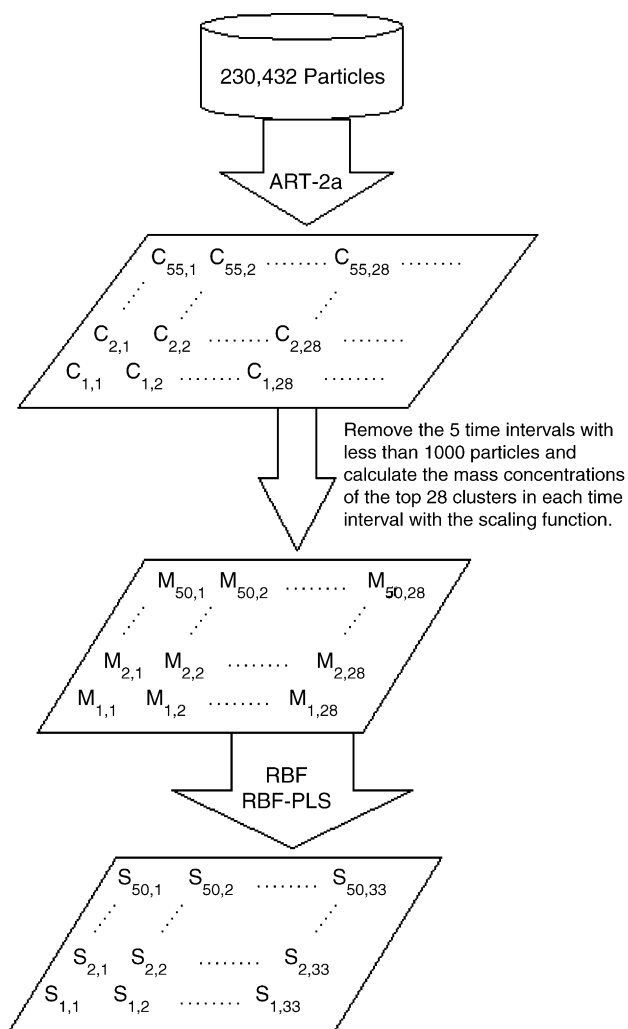 230,432 Particles
ART-2a
C55,1 C55,2 ........ C55,28 ........
C2,1 C2,2 ........ C2,28 ........
C1,1 C1,2 ........ C1,28 ........
Remove the 5 time intervals with
less than 1000 particles and
calculate the mass concentrations
of the top 28 clusters in each time
interval with the scaling function.
M50,1 M50,2 ........ M50,28
M2,1 M2,2 ........ M2,28
M1,1 M1,2 ........ M1,28
RBF
RBF-PLS
S50,1 S50,2 ........ S50,33
S2,1 S2,2 ........ S2,33
S1,1 S1,2 ........ S1,33